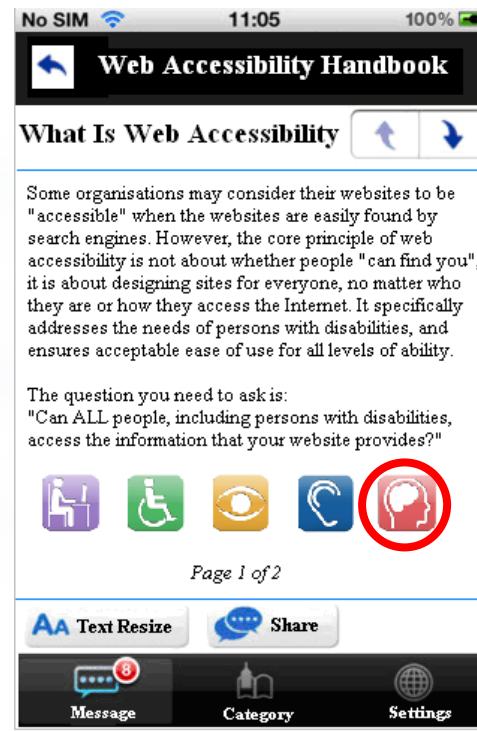 No SIM 11:05 100%
Web Accessibility Handbook
What Is Web Accessibility
Some organisations may consider their websites to be
"accessible" when the websites are easily found by
search engines. However, the core principle of web
accessibility is not about whether people "can find you",
it is about designing sites for everyone, no matter who
they are or how they access the Internet. It specifically
addresses the needs of persons with disabilities, and
ensures acceptable ease of use for all levels of ability.
The question you need to ask is:
"Can ALL people, including persons with disabilities,
access the information that your website provides?"
Page 1 of 2
AA Text Resize Share
8
Message Category Settings